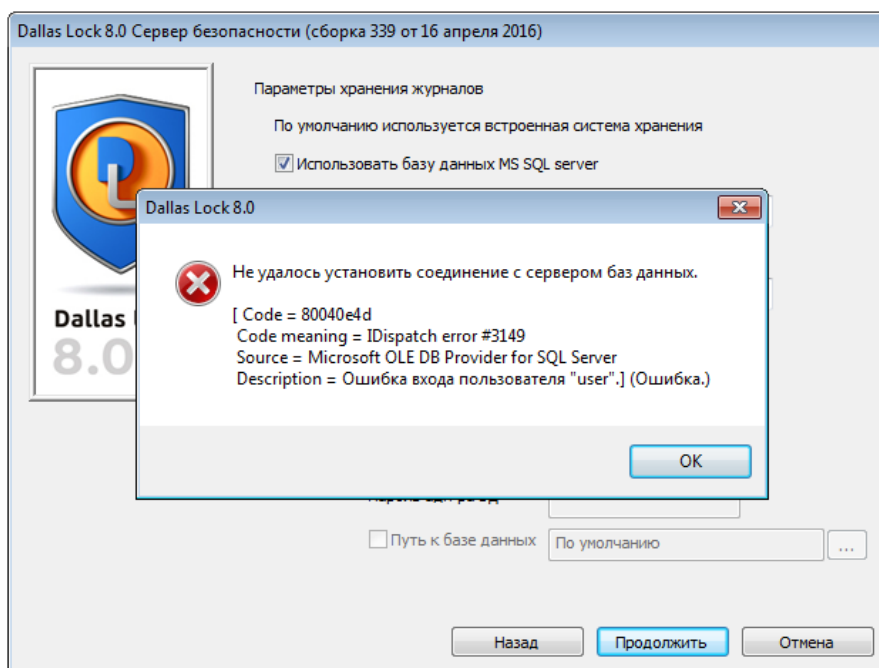 Dallas Lock 8.0 Сервер безопасности (сборка 339 от 16 апреля 2016)
Параметры хранения журналов
По умолчанию используется встроенная система хранения
Использовать базу данных MS SQL server
Dallas Lock 8.0
Не удалось установить соединение с сервером баз данных.
[ Code = 80040e4d
Code meaning = IDispatch error #3149
Source = Microsoft OLE DB Provider for SQL Server
Description = Ошибка входа пользователя "user".] (Ошибка.)
OK
Dallas
8.0
Путь к базе данных
По умолчанию
...
Назад
Продолжить
Отмена